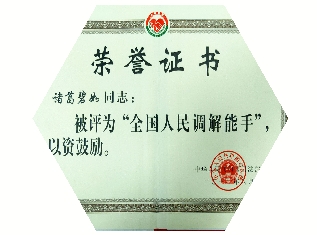 荣誉证书
诸葛碧如同志：
被评为“全国人民调解能手”，
以资鼓励。